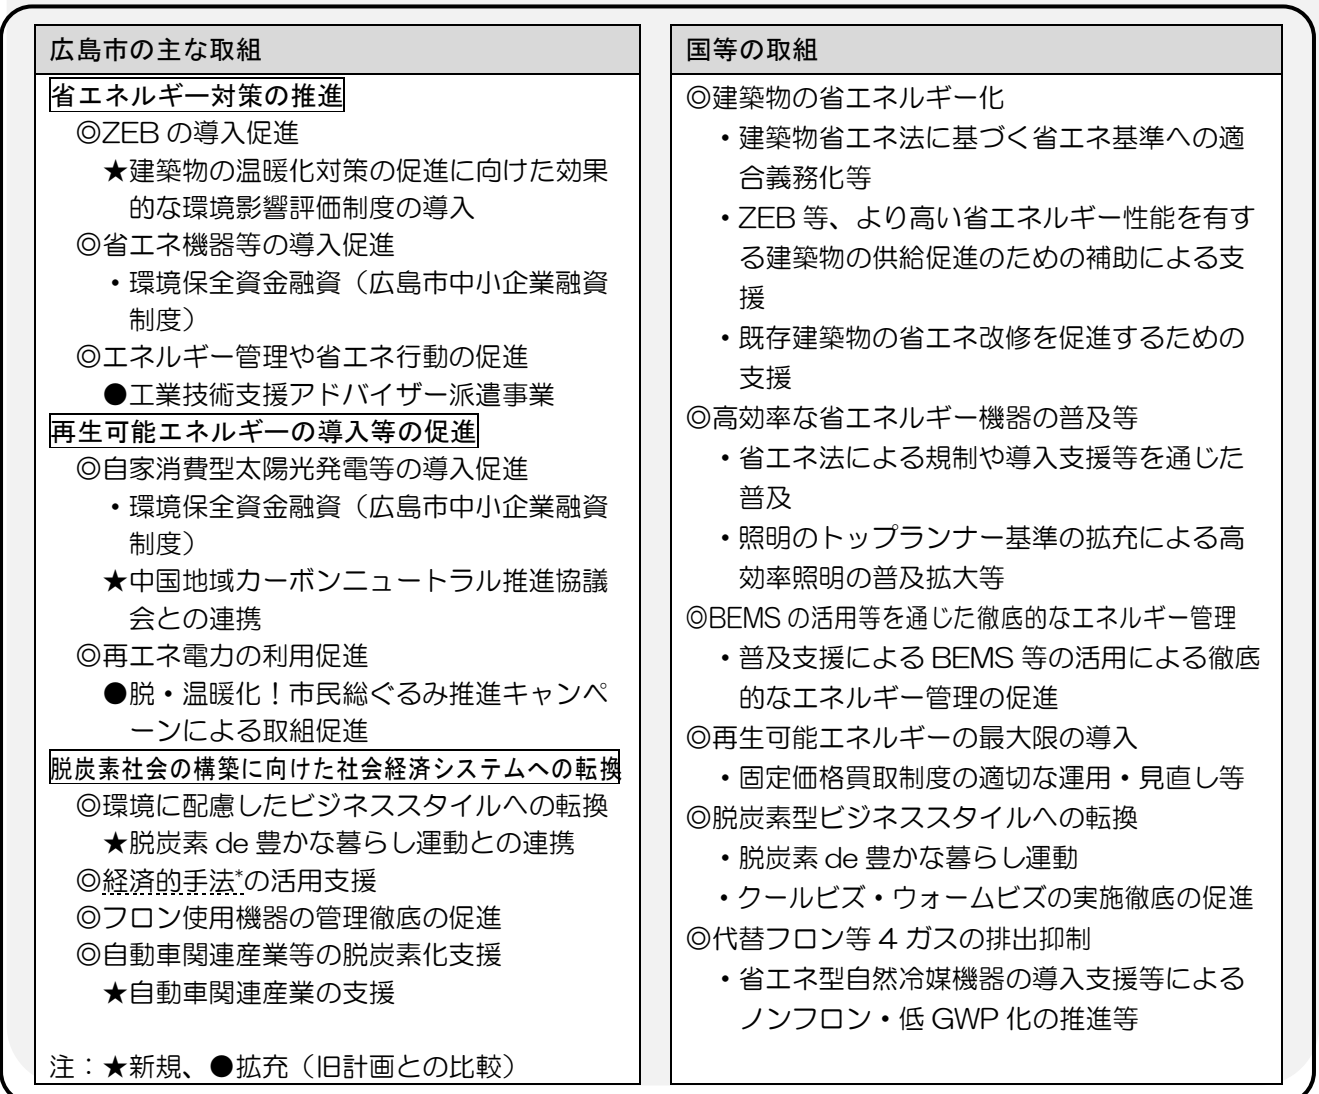 広島市の主な取組
省エネルギー対策の推進
◎ZEB の導入促進
★建築物の温暖化対策の促進に向けた効果
的な環境影響評価制度の導入
◎省エネ機器等の導入促進
・環境保全資金融資（広島市中小企業融資
制度）
◎エネルギー管理や省エネ行動の促進
●工業技術支援アドバイザー派遣事業
再生可能エネルギーの導入等の促進
◎自家消費型太陽光発電等の導入促進
・環境保全資金融資（広島市中小企業融資
制度）
★中国地域カーボンニュートラル推進協議
会との連携
◎再エネ電力の利用促進
●脱・温暖化！市民総ぐるみ推進キャンペ
ーンによる取組促進
脱炭素社会の構築に向けた社会経済システムへの転換
◎環境に配慮したビジネススタイルへの転換
★脱炭素 de 豊かな暮らし運動との連携
◎経済的手法*の活用支援
◎フロン使用機器の管理徹底の促進
◎自動車関連産業等の脱炭素化支援
★自動車関連産業の支援
注：★新規、●拡充（旧計画との比較）
国等の取組
◎建築物の省エネルギー化
・建築物省エネ法に基づく省エネ基準への適
合義務化等
・ZEB 等、より高い省エネルギー性能を有す
る建築物の供給促進のための補助による支
援
・既存建築物の省エネ改修を促進するための
支援
◎高効率な省エネルギー機器の普及等
・省エネ法による規制や導入支援等を通じた
普及
・照明のトップランナー基準の拡充による高
効率照明の普及拡大等
◎BEMS の活用等を通じた徹底的なエネルギー管理
・普及支援による BEMS 等の活用による徹底
的なエネルギー管理の促進
◎再生可能エネルギーの最大限の導入
・固定価格買取制度の適切な運用・見直し等
◎脱炭素型ビジネススタイルへの転換
・脱炭素 de 豊かな暮らし運動
・クールビズ・ウォームビズの実施徹底の促進
◎代替フロン等 4 ガスの排出抑制
・省エネ型自然冷媒機器の導入支援等による
ノンフロン・低 GWP 化の推進等